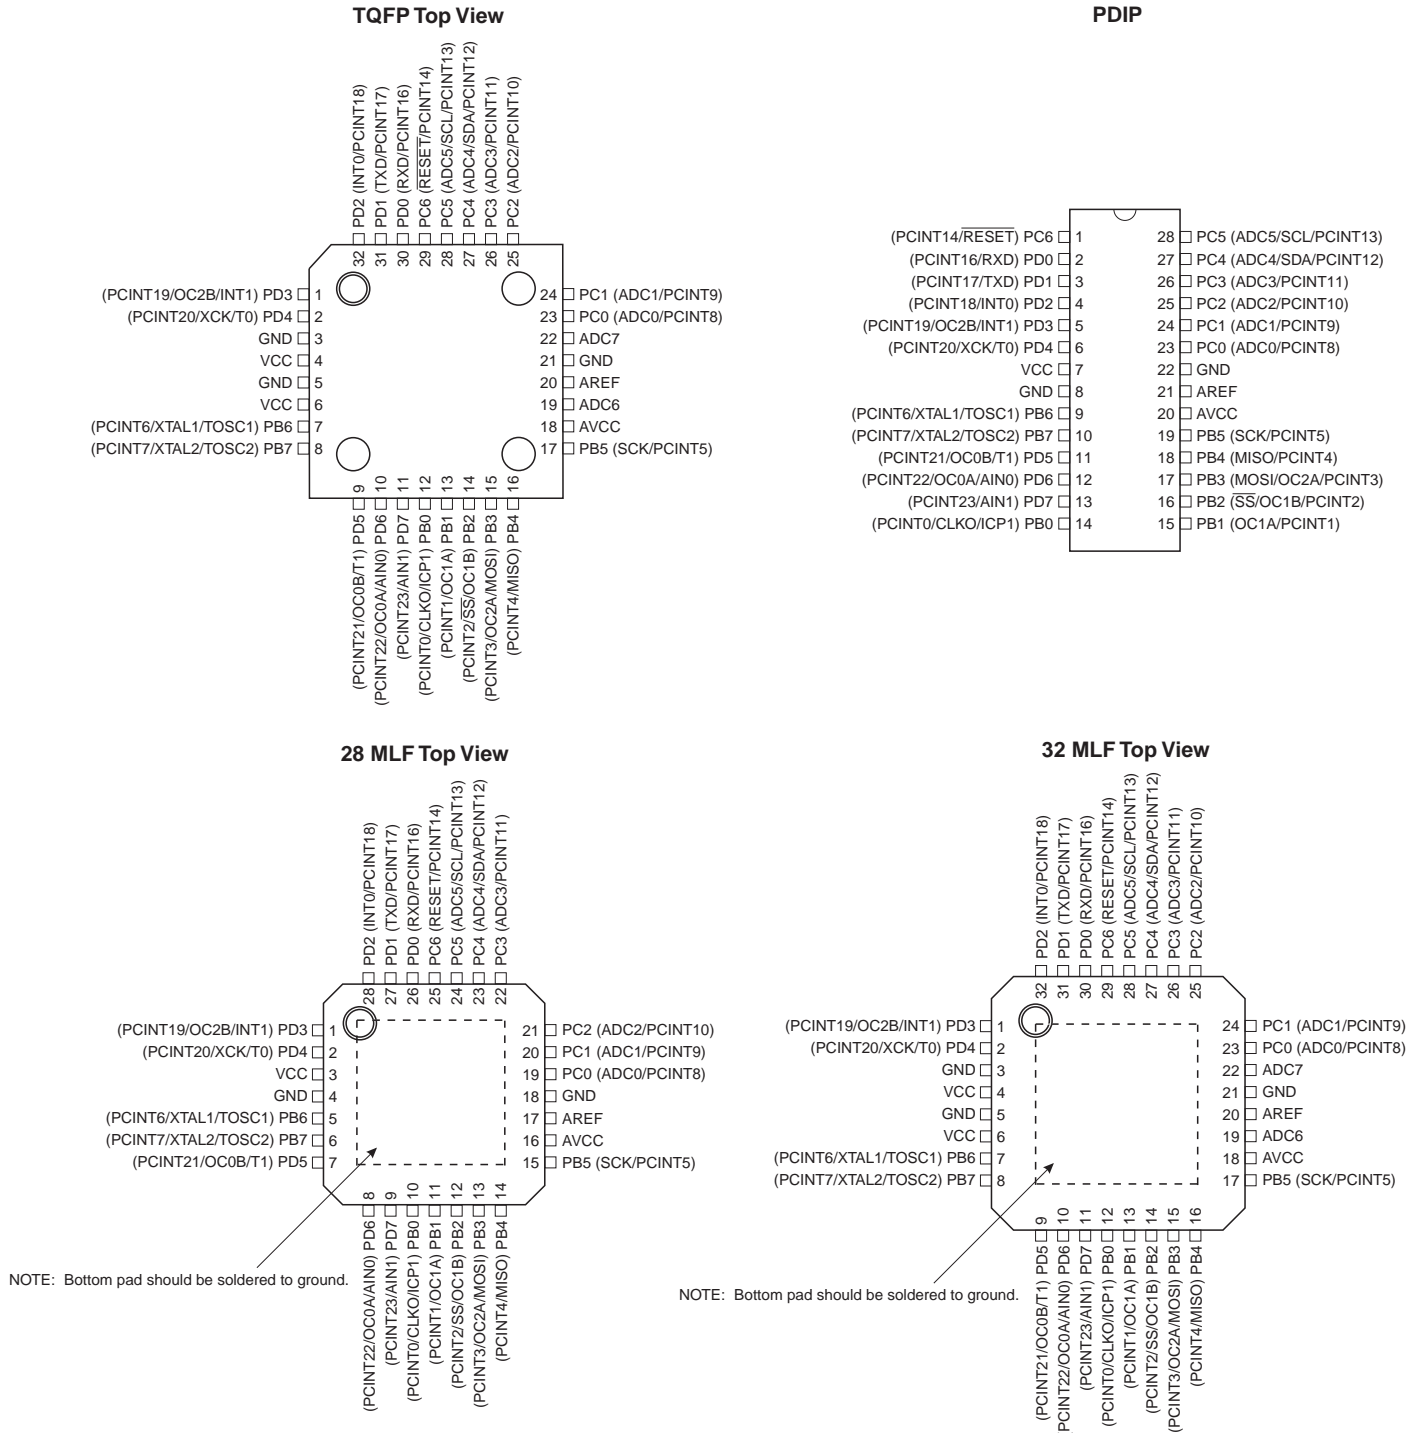 TQFP Top View
32 PD2 (INT0/PCINT18)
31 PD1 (TXD/PCINT17)
30 PD0 (RXD/PCINT16)
29 PC6 (RESET/PCINT14)
28 PC5 (ADC5/SCL/PCINT13)
27 PC4 (ADC4/SDA/PCINT12)
26 PC3 (ADC3/PCINT11)
25 PC2 (ADC2/PCINT10)
(PCINT19/OC2B/INT1) PD3 1
(PCINT20/XCK/T0) PD4 2
GND 3
VCC 4
GND 5
VCC 6
(PCINT6/XTAL1/TOSC1) PB6 7
(PCINT7/XTAL2/TOSC2) PB7 8
24 PC1 (ADC1/PCINT9)
23 PC0 (ADC0/PCINT8)
22 ADC7
21 GND
20 AREF
19 ADC6
18 AVCC
17 PB5 (SCK/PCINT5)
(PCINT21/OC0B/T1) PD5 9
(PCINT22/OC0A/AIN0) PD6 10
(PCINT23/AIN1) PD7 11
(PCINT0/CLKO/ICP1) PB0 12
(PCINT1/OC1A) PB1 13
(PCINT2/SS/OC1B) PB2 14
(PCINT3/OC2A/MOSI) PB3 15
(PCINT4/MISO) PB4 16
PDIP
(PCINT14/RESET) PC6 1
(PCINT16/RXD) PD0 2
(PCINT17/TXD) PD1 3
(PCINT18/INT0) PD2 4
(PCINT19/OC2B/INT1) PD3 5
(PCINT20/XCK/T0) PD4 6
VCC 7
GND 8
(PCINT6/XTAL1/TOSC1) PB6 9
(PCINT7/XTAL2/TOSC2) PB7 10
(PCINT21/OC0B/T1) PD5 11
(PCINT22/OC0A/AIN0) PD6 12
(PCINT23/AIN1) PD7 13
(PCINT0/CLKO/ICP1) PB0 14
28 PC5 (ADC5/SCL/PCINT13)
27 PC4 (ADC4/SDA/PCINT12)
26 PC3 (ADC3/PCINT11)
25 PC2 (ADC2/PCINT10)
24 PC1 (ADC1/PCINT9)
23 PC0 (ADC0/PCINT8)
22 GND
21 AREF
20 AVCC
19 PB5 (SCK/PCINT5)
18 PB4 (MISO/PCINT4)
17 PB3 (MOSI/OC2A/PCINT3)
16 PB2 (SS/OC1B/PCINT2)
15 PB1 (OC1A/PCINT1)
28 MLF Top View
28 PD2 (INT0/PCINT18)
27 PD1 (TXD/PCINT17)
26 PD0 (RXD/PCINT16)
25 PC6 (RESET/PCINT14)
24 PC5 (ADC5/SCL/PCINT13)
23 PC4 (ADC4/SDA/PCINT12)
22 PC3 (ADC3/PCINT11)
(PCINT19/OC2B/INT1) PD3 1
(PCINT20/XCK/T0) PD4 2
VCC 3
GND 4
(PCINT6/XTAL1/TOSC1) PB6 5
(PCINT7/XTAL2/TOSC2) PB7 6
(PCINT21/OC0B/T1) PD5 7
21 PC2 (ADC2/PCINT10)
20 PC1 (ADC1/PCINT9)
19 PC0 (ADC0/PCINT8)
18 GND
17 AREF
16 AVCC
15 PB5 (SCK/PCINT5)
(PCINT22/OC0A/AIN0) PD6 8
(PCINT23/AIN1) PD7 9
(PCINT0/CLKO/ICP1) PB0 10
(PCINT1/OC1A) PB1 11
(PCINT2/SS/OC1B) PB2 12
(PCINT3/OC2A/MOSI) PB3 13
(PCINT4/MISO) PB4 14
NOTE: Bottom pad should be soldered to ground.
32 MLF Top View
32 PD2 (INT0/PCINT18)
31 PD1 (TXD/PCINT17)
30 PD0 (RXD/PCINT16)
29 PC6 (RESET/PCINT14)
28 PC5 (ADC5/SCL/PCINT13)
27 PC4 (ADC4/SDA/PCINT12)
26 PC3 (ADC3/PCINT11)
25 PC2 (ADC2/PCINT10)
(PCINT19/OC2B/INT1) PD3 1
(PCINT20/XCK/T0) PD4 2
GND 3
VCC 4
GND 5
VCC 6
(PCINT6/XTAL1/TOSC1) PB6 7
(PCINT7/XTAL2/TOSC2) PB7 8
24 PC1 (ADC1/PCINT9)
23 PC0 (ADC0/PCINT8)
22 ADC7
21 GND
20 AREF
19 ADC6
18 AVCC
17 PB5 (SCK/PCINT5)
(PCINT21/OC0B/T1) PD5 9
PCINT22/OC0A/AIN0) PD6 10
(PCINT23/AIN1) PD7 11
(PCINT0/CLKO/ICP1) PB0 12
(PCINT1/OC1A) PB1 13
(PCINT2/SS/OC1B) PB2 14
PCINT3/OC2A/MOSI) PB3 15
(PCINT4/MISO) PB4 16
NOTE: Bottom pad should be soldered to ground.